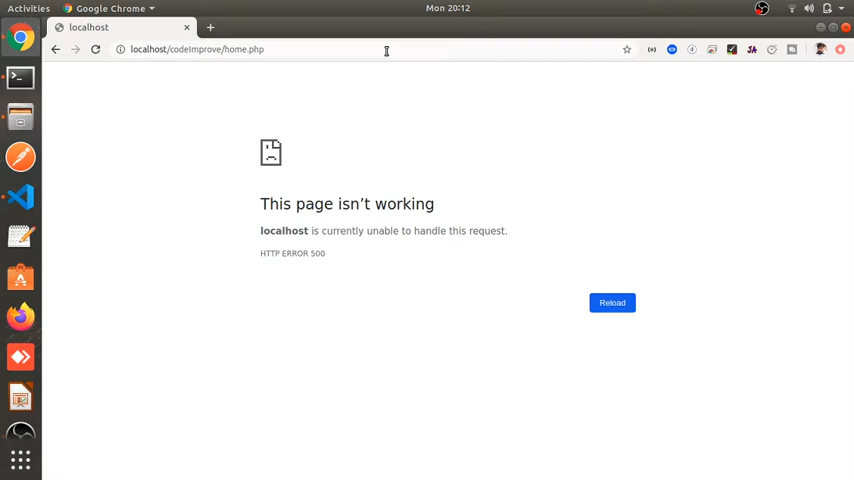 Activities Google Chrome Mon 20:12
localhost
localhost/codeImprove/home.php
JA
This page isn't working
localhost is currently unable to handle this request.
HTTP ERROR 500
Reload